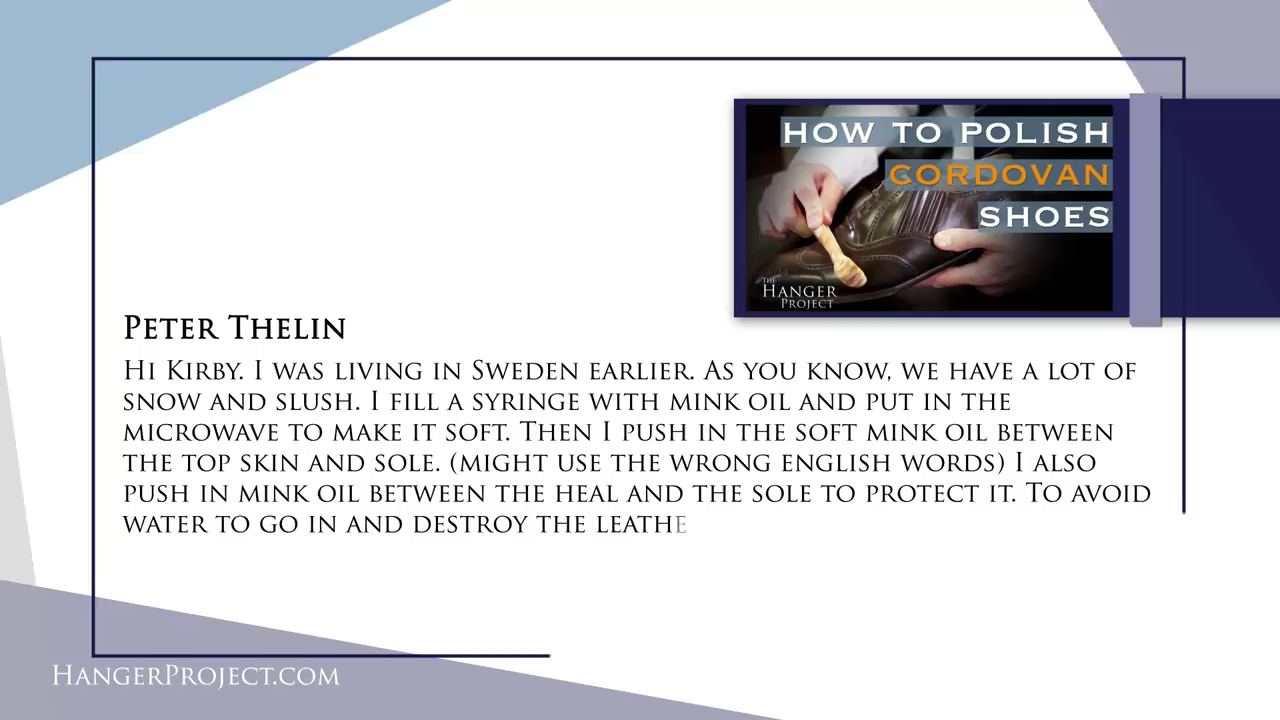 HOW TO POLISH
CORDOVAN
SHOES
THE
HANGER
PROJECT
PETER THELIN
HI KIRBY. I WAS LIVING IN SWEDEN EARLIER. AS YOU KNOW, WE HAVE A LOT OF
SNOW AND SLUSH. I FILL A SYRINGE WITH MINK OIL AND PUT IN THE
MICROWAVE TO MAKE IT SOFT. THEN I PUSH IN THE SOFT MINK OIL BETWEEN
THE TOP SKIN AND SOLE. (MIGHT USE THE WRONG ENGLISH WORDS) I ALSO
PUSH IN MINK OIL BETWEEN THE HEAL AND THE SOLE TO PROTECT IT. TO AVOID
WATER TO GO IN AND DESTROY THE LEATHE
HANGERPROJECT.COM